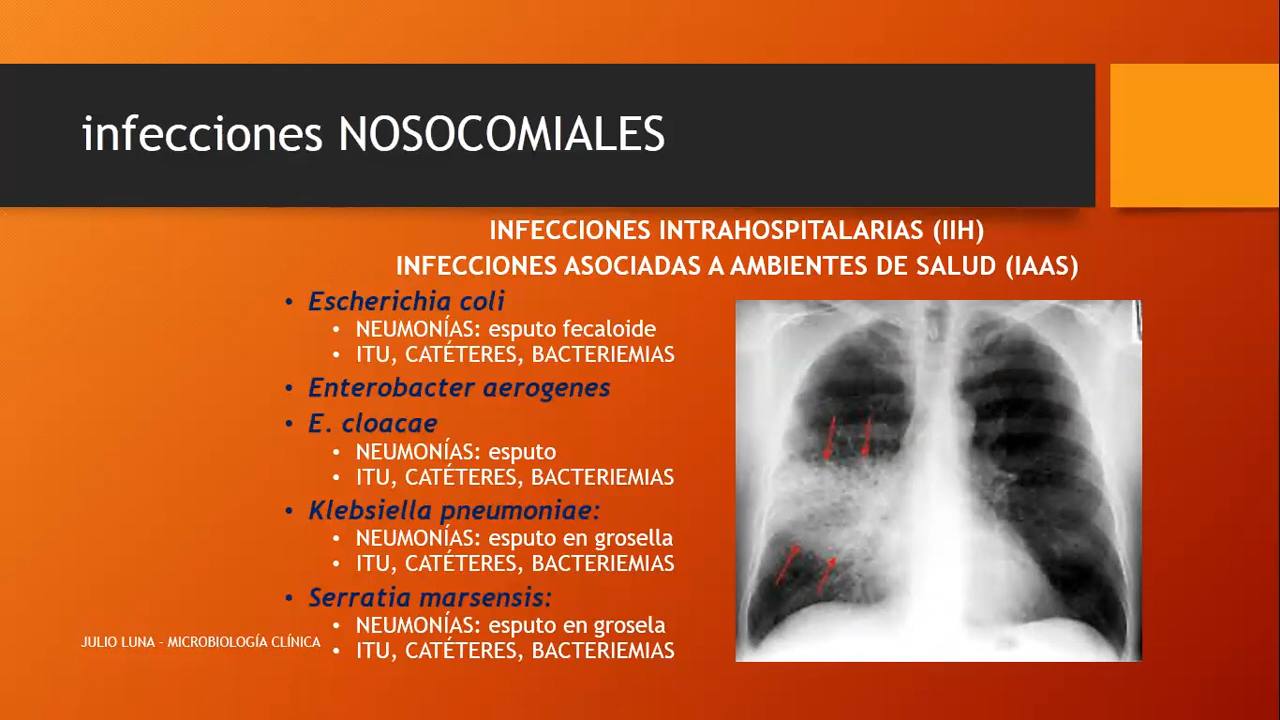 infecciones NOSOCOMIALES
INFECCIONES INTRAHOSPITALARIAS (IIH)
INFECCIONES ASOCIADAS A AMBIENTES DE SALUD (IAAS)
• Escherichia coli
• NEUMONÍAS: esputo fecaloide
• ITU, CATÉTERES, BACTERIEMIAS
• Enterobacter aerogenes
• E. cloacae
• NEUMONÍAS: esputo
• ITU, CATÉTERES, BACTERIEMIAS
• Klebsiella pneumoniae:
• NEUMONÍAS: esputo en grosella
• ITU, CATÉTERES, BACTERIEMIAS
• Serratia marsensis:
• NEUMONÍAS: esputo en grosela
• ITU, CATÉTERES, BACTERIEMIAS
JULIO LUNA - MICROBIOLOGÍA CLÍNICA